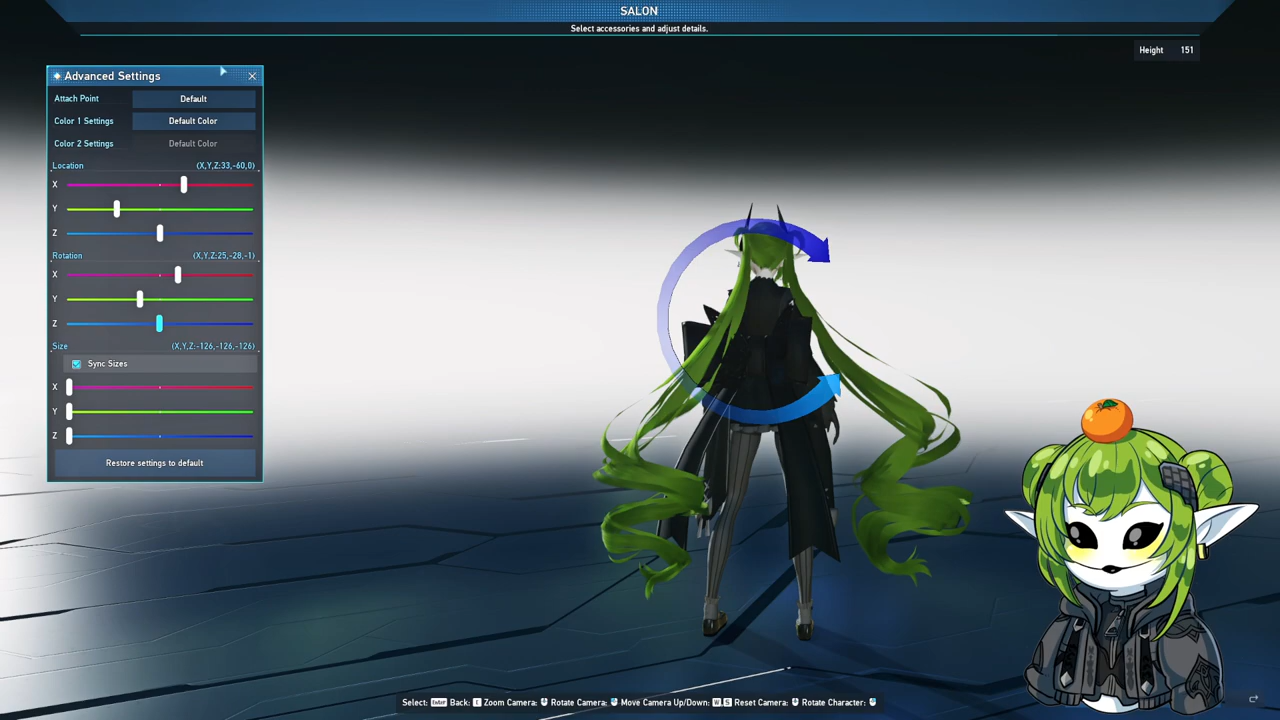 SALON
Select accessories and adjust details.
Height 151
Advanced Settings
Attach Point Default
Color 1 Settings Default Color
Color 2 Settings Default Color
Location (X,Y,Z:33,-60,0)
X
Y
Z
Rotation (X,Y,Z:25,-28,-1)
X
Y
Z
Size (X,Y,Z:-126,-126,-126)
Sync Sizes
X
Y
Z
Restore settings to default
Select: Enter Back: Zoom Camera: Rotate Camera: Move Camera Up/Down: W, S Reset Camera: Rotate Character: